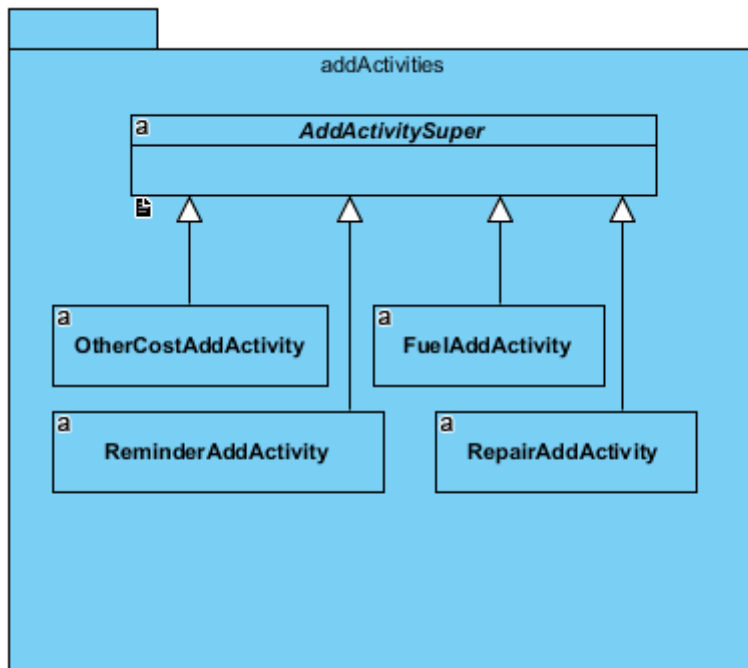 addActivities
a
AddActivitySuper
a
OtherCostAddActivity
a
FuelAddActivity
a
ReminderAddActivity
a
RepairAddActivity